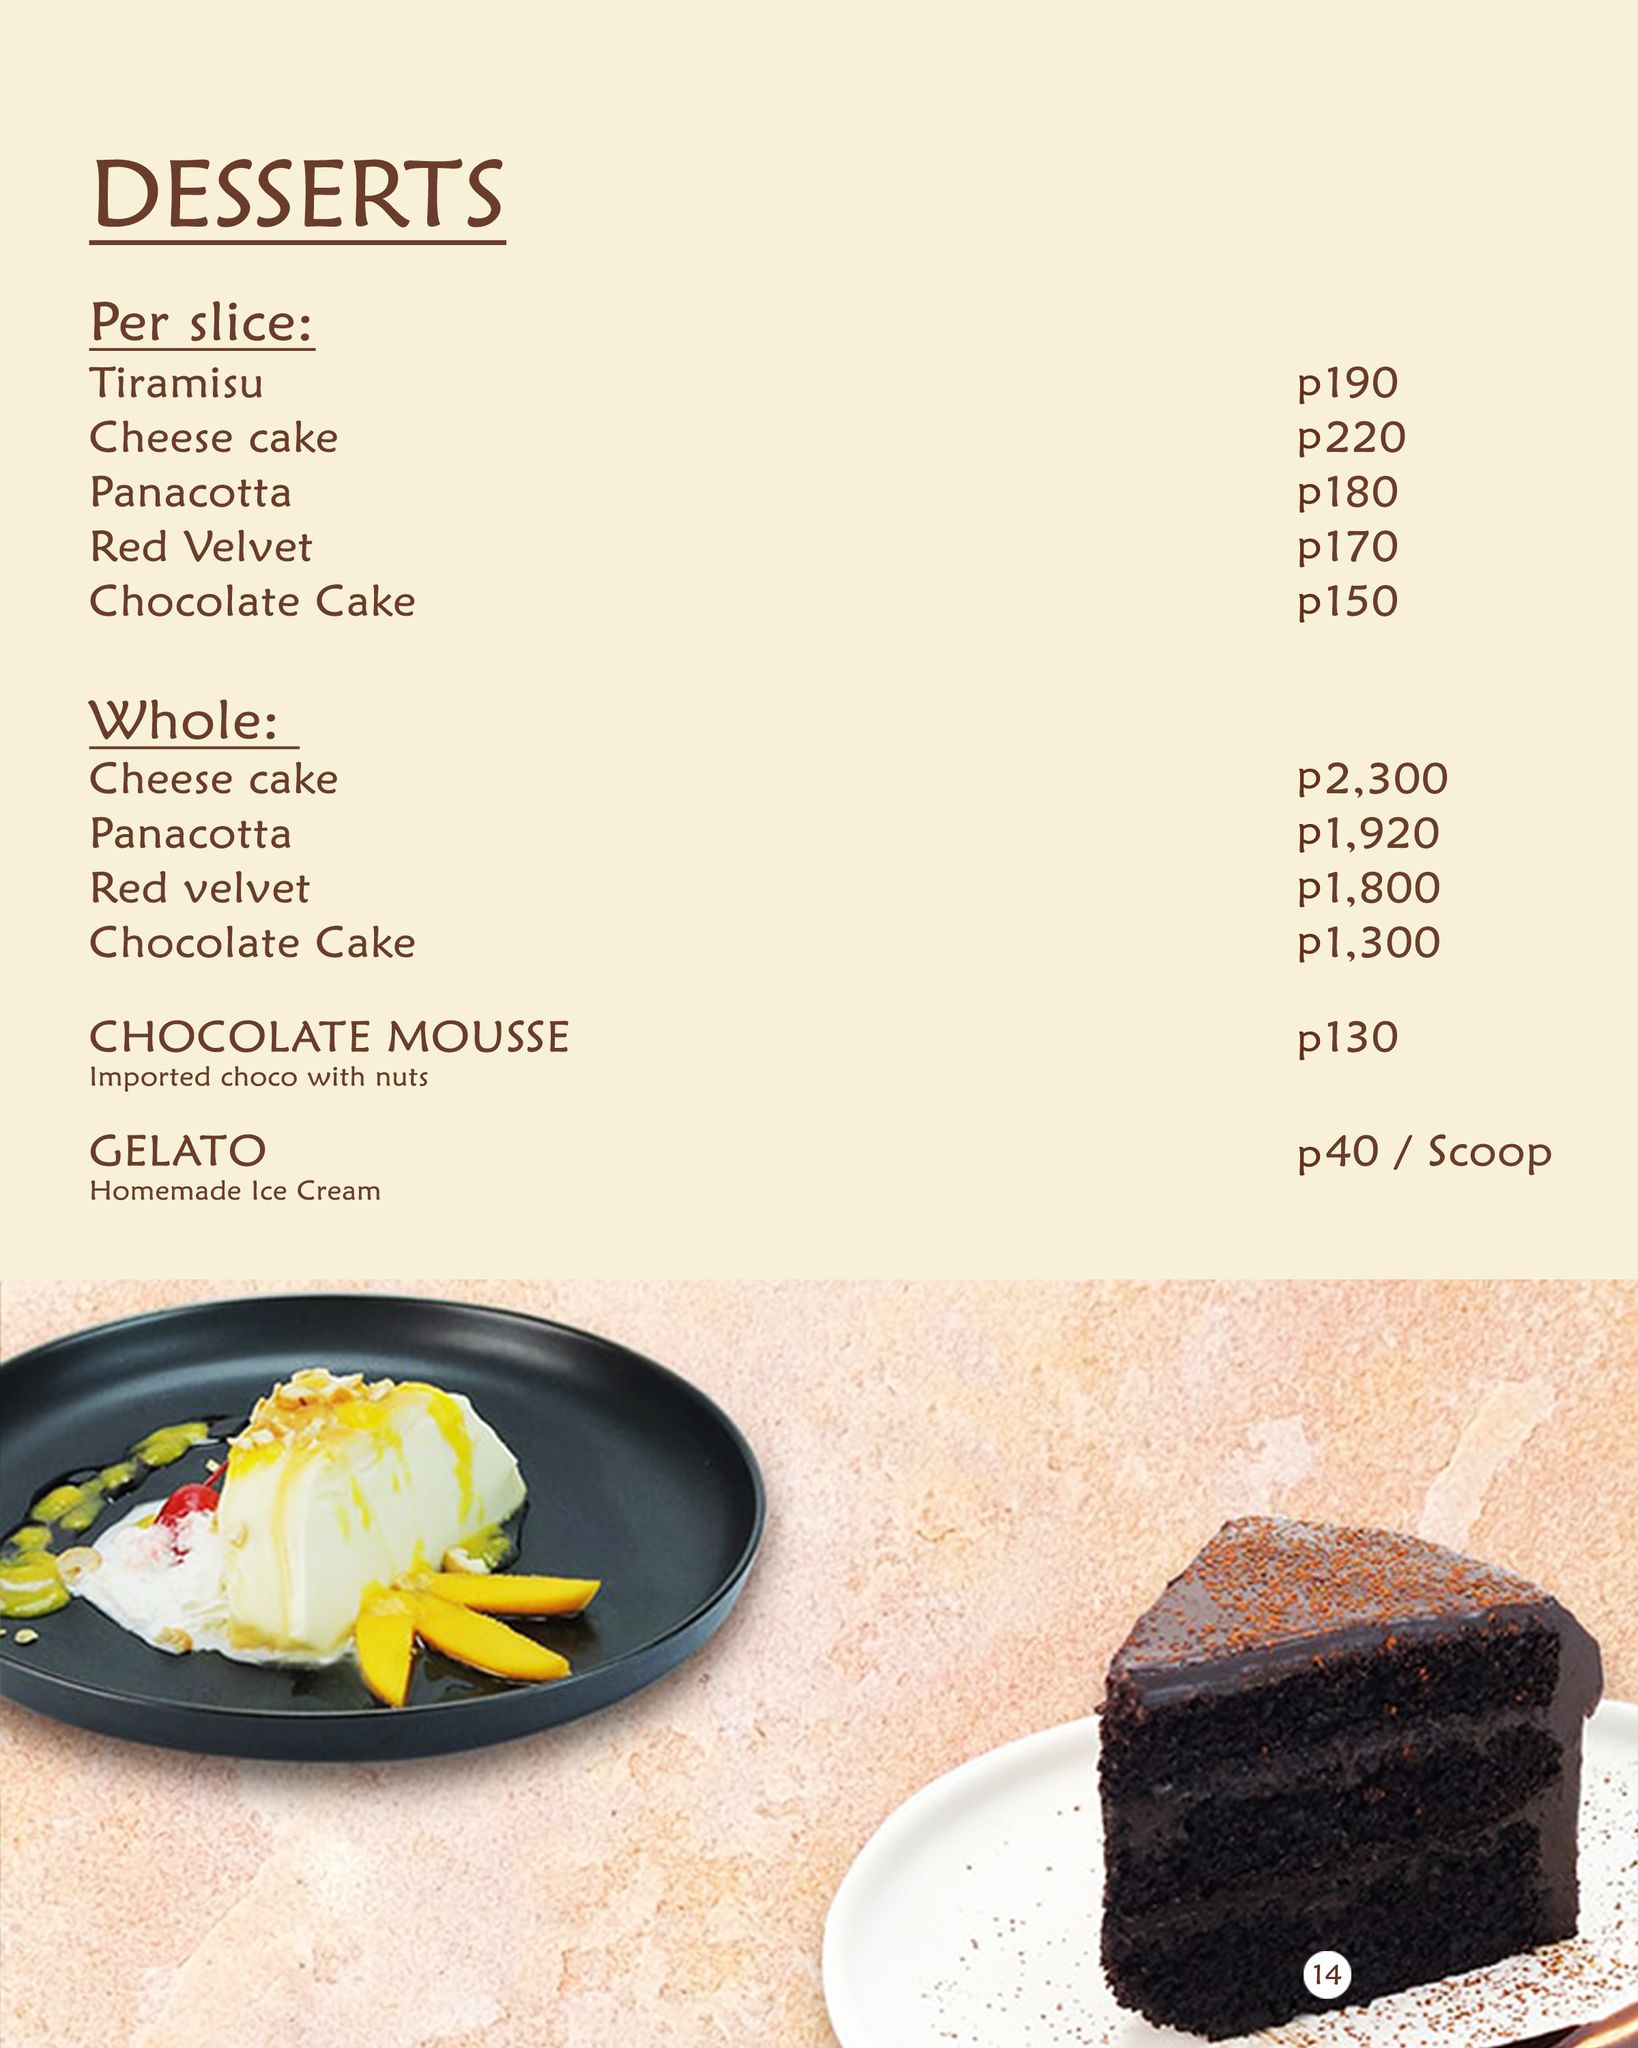 DESSERTS
Per slice:
Tiramisu p190
Cheese cake p220
Panacotta p180
Red Velvet p170
Chocolate Cake p150
Whole:
Cheese cake p2,300
Panacotta p1,920
Red velvet p1,800
Chocolate Cake p1,300
CHOCOLATE MOUSSE p130
Imported choco with nuts
GELATO p40 / Scoop
Homemade Ice Cream
14